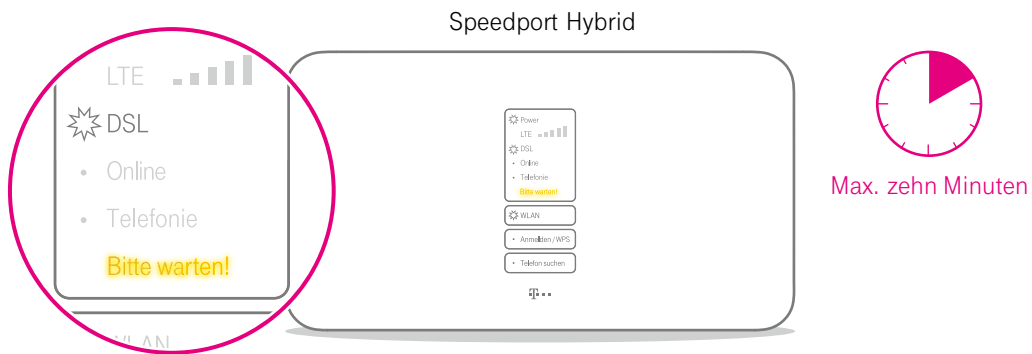 Speedport Hybrid
LTE
DSL
Online
Telefonie
Bitte warten!
WLAN
Power
LTE
DSL
Online
Telefonie
Bitte warten!
WLAN
Anmelden / WPS
Telefon suchen
T
Max. zehn Minuten